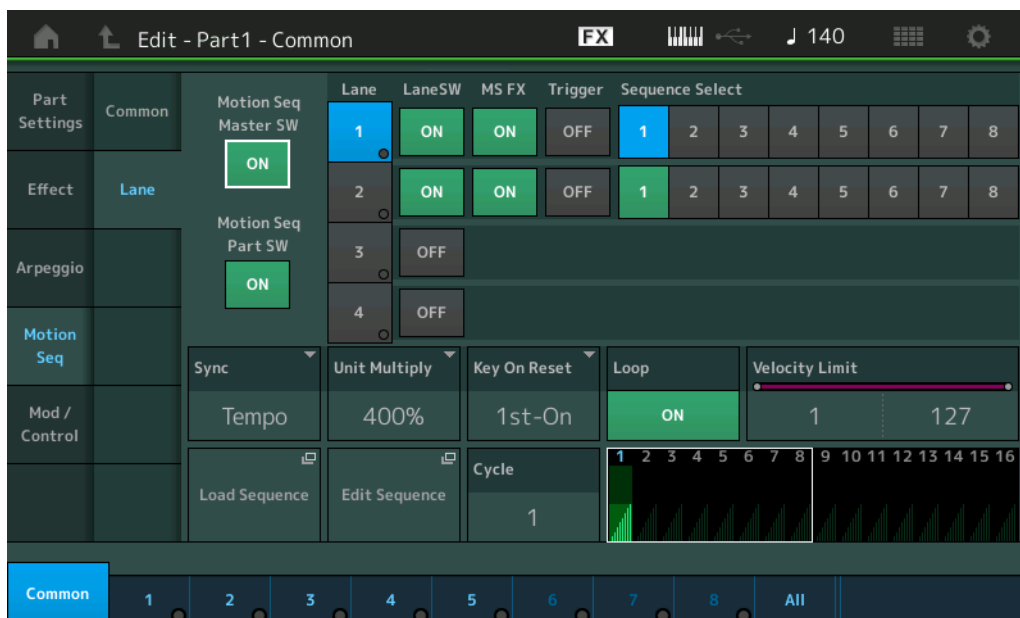 Edit - Part1 - Common FX ♩ 140
Part Settings
Effect
Arpeggio
Motion Seq
Mod / Control
Common
Lane
Motion Seq Master SW
ON
Motion Seq Part SW
ON
Lane LaneSW MS FX Trigger Sequence Select
1 ON ON OFF 1 2 3 4 5 6 7 8
2 ON ON OFF 1 2 3 4 5 6 7 8
3 OFF
4 OFF
Sync Unit Multiply Key On Reset Loop Velocity Limit
Tempo 400% 1st-On ON 1 127
Load Sequence Edit Sequence Cycle
1
1 2 3 4 5 6 7 8 9 10 11 12 13 14 15 16
Common 1 2 3 4 5 6 7 8 All